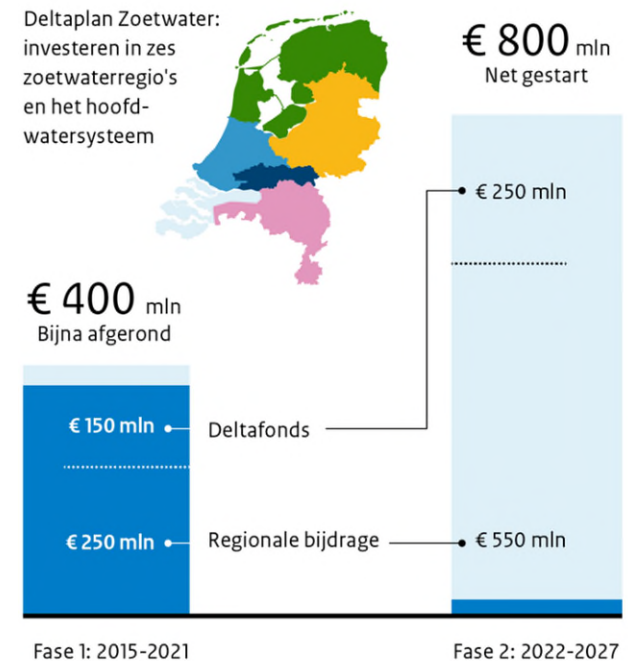 Deltaplan Zoetwater:
investeren in zes
zoetwaterregio's
en het hoofd-
watersysteem
€ 800 mln
Net gestart
€ 250 mln
€ 400 mln
Bijna afgerond
€ 150 mln
Deltafonds
€ 250 mln
Regionale bijdrage
€ 550 mln
Fase 1: 2015-2021
Fase 2: 2022-2027